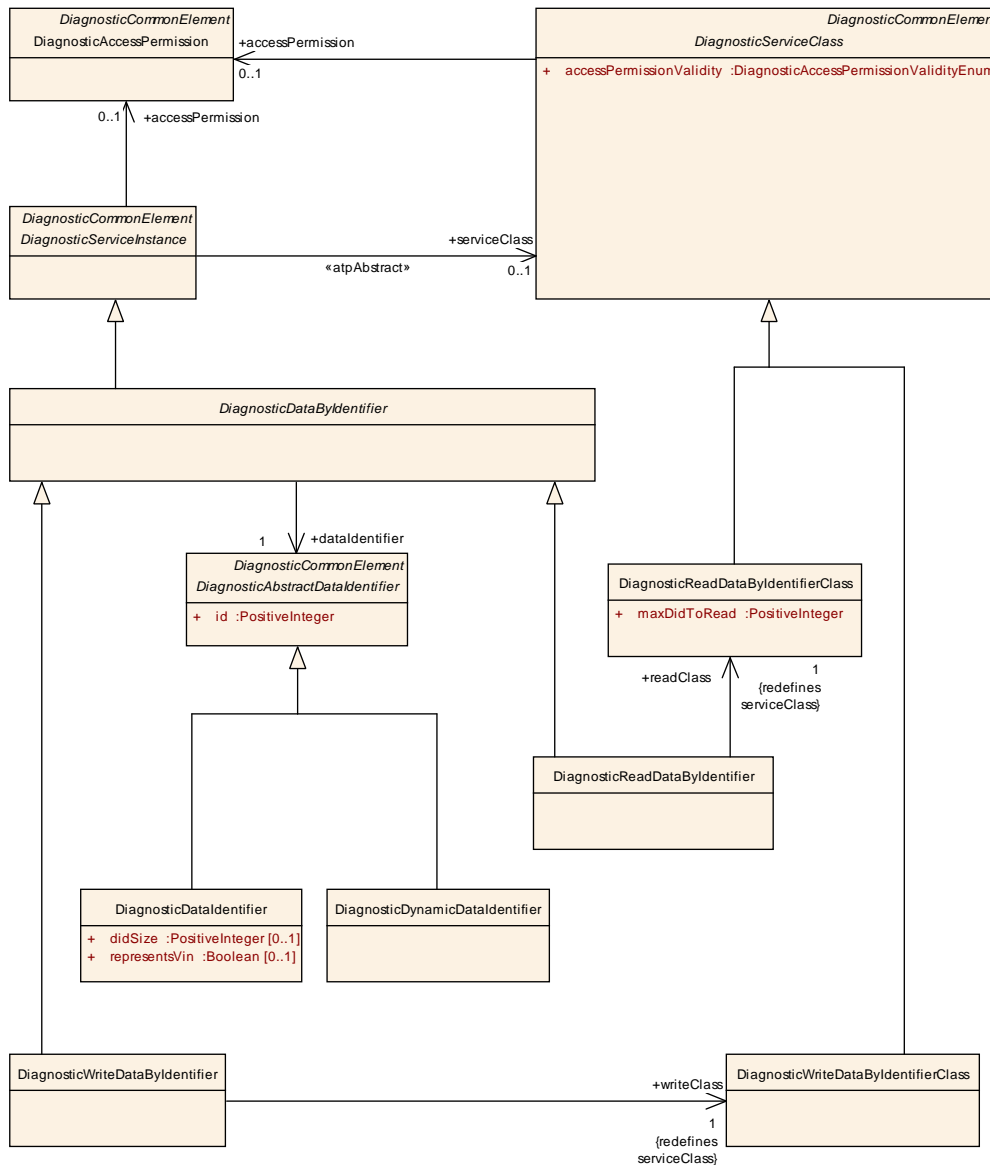 DiagnosticCommonElement
DiagnosticAccessPermission
DiagnosticCommonElemen
DiagnosticServiceClass
+accessPermission
0..1
+ accessPermissionValidity :DiagnosticAccessPermissionValidityEnum
0..1
+accessPermission
DiagnosticCommonElement
DiagnosticServiceInstance
+serviceClass
«atpAbstract»
0..1
DiagnosticDataByIdentifier
1
+dataIdentifier
DiagnosticCommonElement
DiagnosticAbstractDataIdentifier
+ id :PositiveInteger
DiagnosticReadDataByIdentifierClass
+ maxDidToRead :PositiveInteger
+readClass
1
{redefines
serviceClass}
DiagnosticReadDataByIdentifier
DiagnosticDataIdentifier
+ didSize :PositiveInteger [0..1]
+ representsVin :Boolean [0..1]
DiagnosticDynamicDataIdentifier
DiagnosticWriteDataByIdentifier
DiagnosticWriteDataByIdentifierClass
+writeClass
1
{redefines
serviceClass}